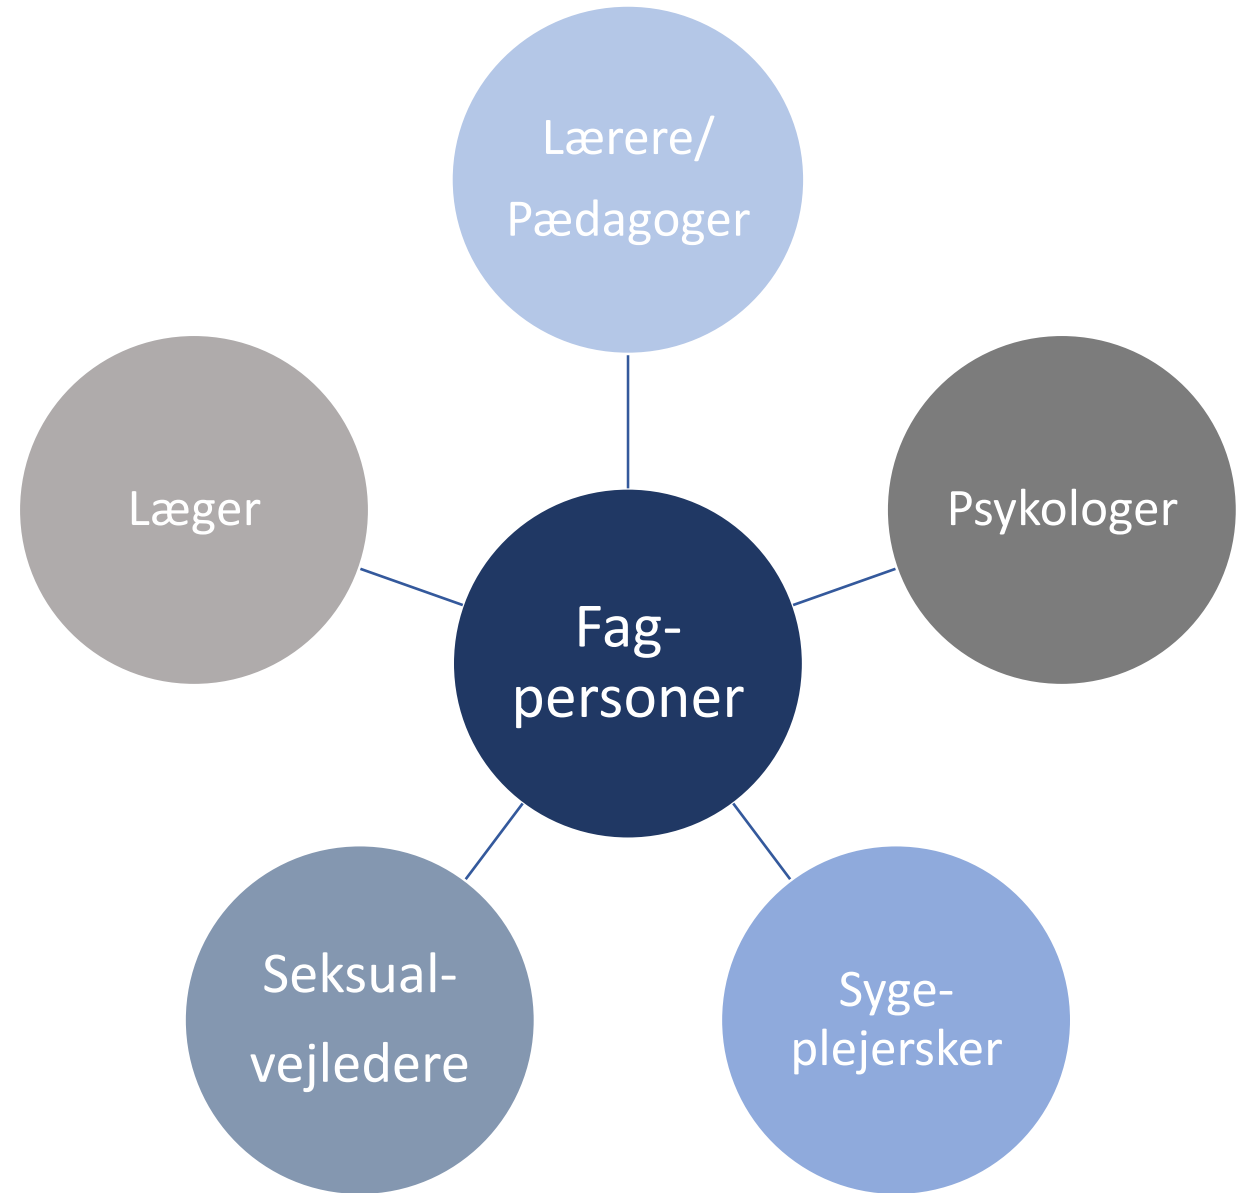 Lærere/
Pædagoger
Læger
Psykologer
Fag-
personer
Seksual-
vejledere
Syge-
plejersker